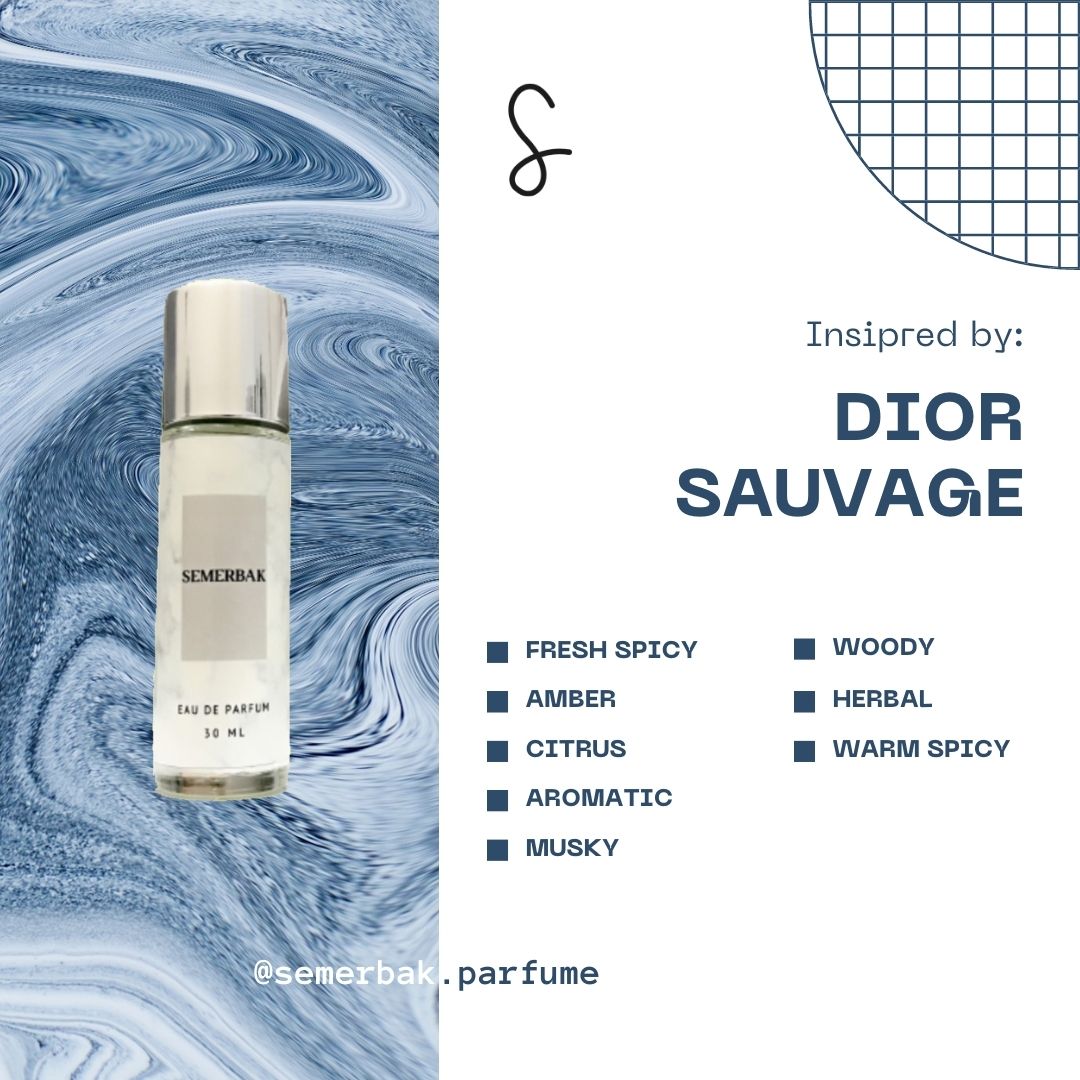 S
Insipred by:
DIOR
SAUVAGE
SEMERBAK
EAU DE PARFUM
30 ML
FRESH SPICY
AMBER
CITRUS
AROMATIC
MUSKY
WOODY
HERBAL
WARM SPICY
@semerbak.parfume